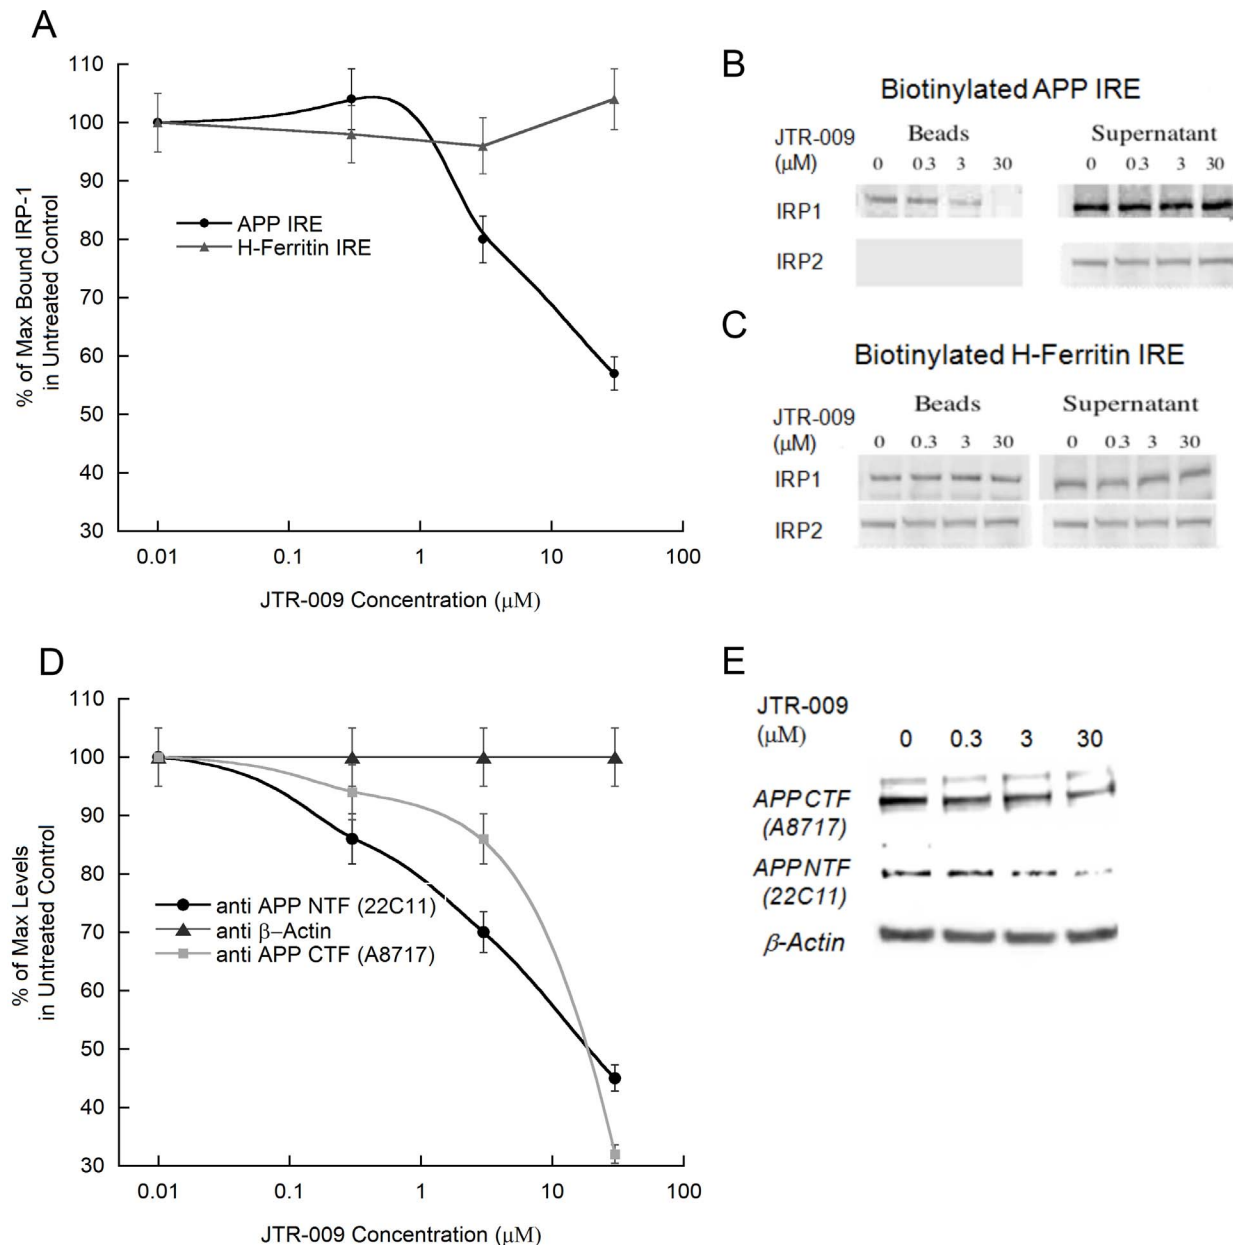 A
110
100
90
80
70
60
50
40
30
% of Max Bound IRP-1
in Untreated Control
APP IRE
H-Ferritin IRE
0.01 0.1 1 10 100
JTR-009 Concentration (μM)
B
Biotinylated APP IRE
JTR-009
(μM)
Beads Supernatant
0 0.3 3 30 0 0.3 3 30
IRP1
IRP2
C
Biotinylated H-Ferritin IRE
JTR-009
(μM)
Beads Supernatant
0 0.3 3 30 0 0.3 3 30
IRP1
IRP2
D
110
100
90
80
70
60
50
40
30
% of Max Levels
in Untreated Control
anti APP NTF (22C11)
anti β–Actin
anti APP CTF (A8717)
0.01 0.1 1 10 100
JTR-009 Concentration (μM)
E
JTR-009
(μM)
0 0.3 3 30
APP CTF
(A8717)
APP NTF
(22C11)
β-Actin